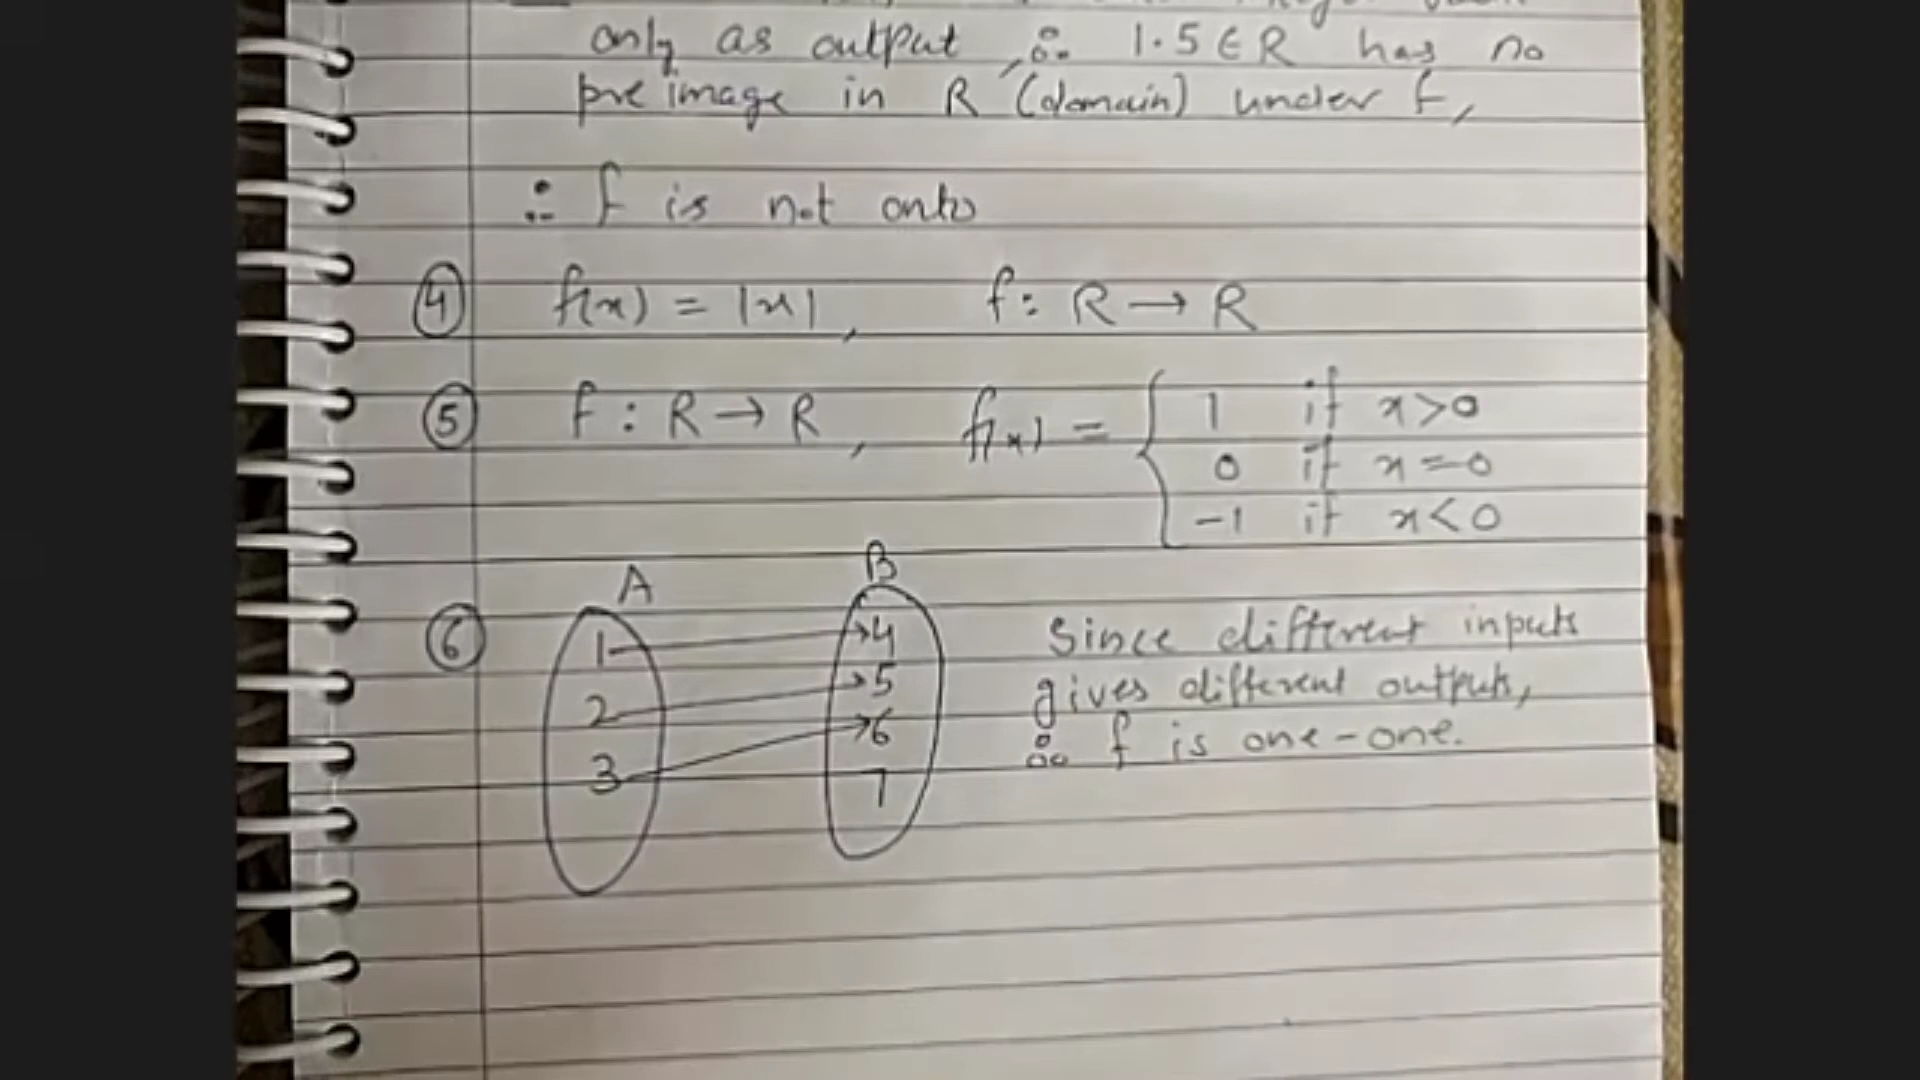 only as output, ∴ 1.5 ∈ R has no
pre image in R (domain) under f,
∴ f is not onto
④ f(x) = |x|, f: R → R
⑤ f : R → R, f(x) = { 1 if x>0
0 if x=0
-1 if x<0
A B
⑥ 1 → 4 Since different inputs
2 → 5 gives different outputs,
3 → 6 ∴ f is one-one.
7